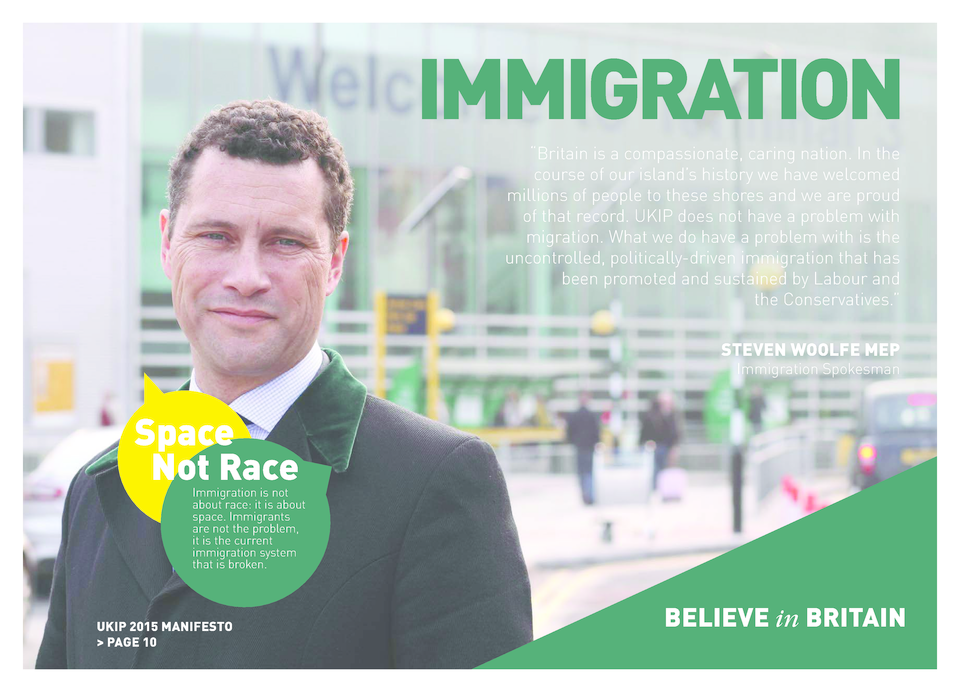 Welc
IMMIGRATION
“Britain is a compassionate, caring nation. In the
course of our island’s history we have welcomed
millions of people to these shores and we are proud
of that record. UKIP does not have a problem with
migration. What we do have a problem with is the
uncontrolled, politically-driven immigration that has
been promoted and sustained by Labour and
the Conservatives.”
STEVEN WOOLFE MEP
Immigration Spokesman
Space
Not Race
Immigration is not
about race: it is about
space. Immigrants
are not the problem,
it is the current
immigration system
that is broken.
UKIP 2015 MANIFESTO
> PAGE 10
BELIEVE in BRITAIN